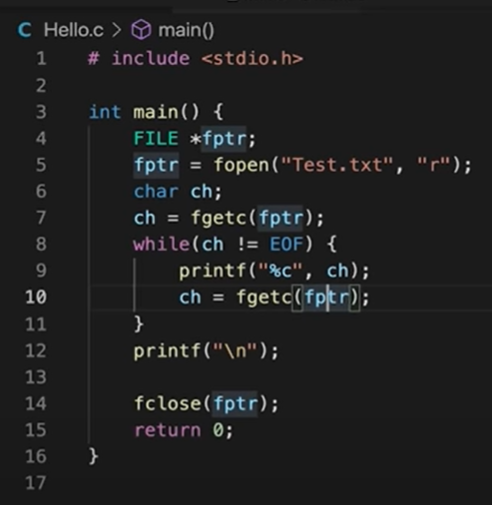 C Hello.c > main()
1 # include <stdio.h>
2
3 int main() {
4 FILE *fptr;
5 fptr = fopen("Test.txt", "r");
6 char ch;
7 ch = fgetc(fptr);
8 while(ch != EOF) {
9 printf("%c", ch);
10 ch = fgetc(fptr);
11 }
12 printf("\n");
13
14 fclose(fptr);
15 return 0;
16 }
17